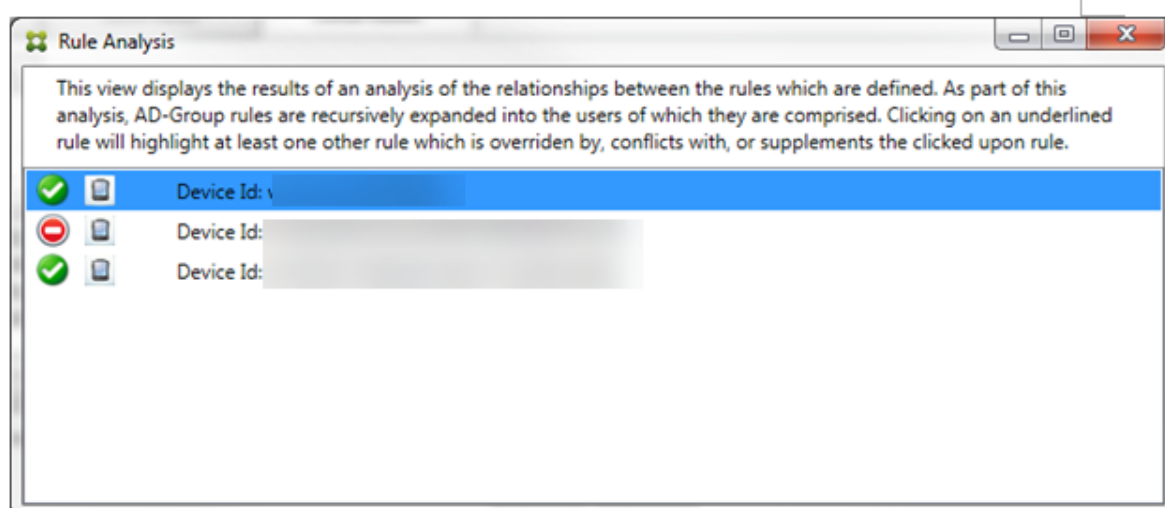 Rule Analysis
This view displays the results of an analysis of the relationships between the rules which are defined. As part of this
analysis, AD-Group rules are recursively expanded into the users of which they are comprised. Clicking on an underlined
rule will highlight at least one other rule which is overriden by, conflicts with, or supplements the clicked upon rule.
Device Id:
Device Id:
Device Id: